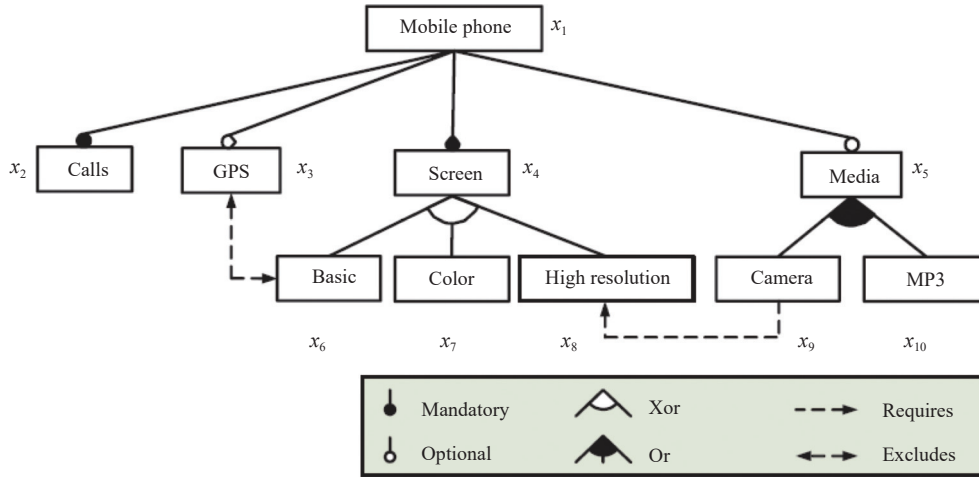 Mobile phone x1
x2 Calls GPS x3 Screen x4 Media x5
Basic Color High resolution Camera MP3
x6 x7 x8 x9 x10
Mandatory Xor Requires
Optional Or Excludes